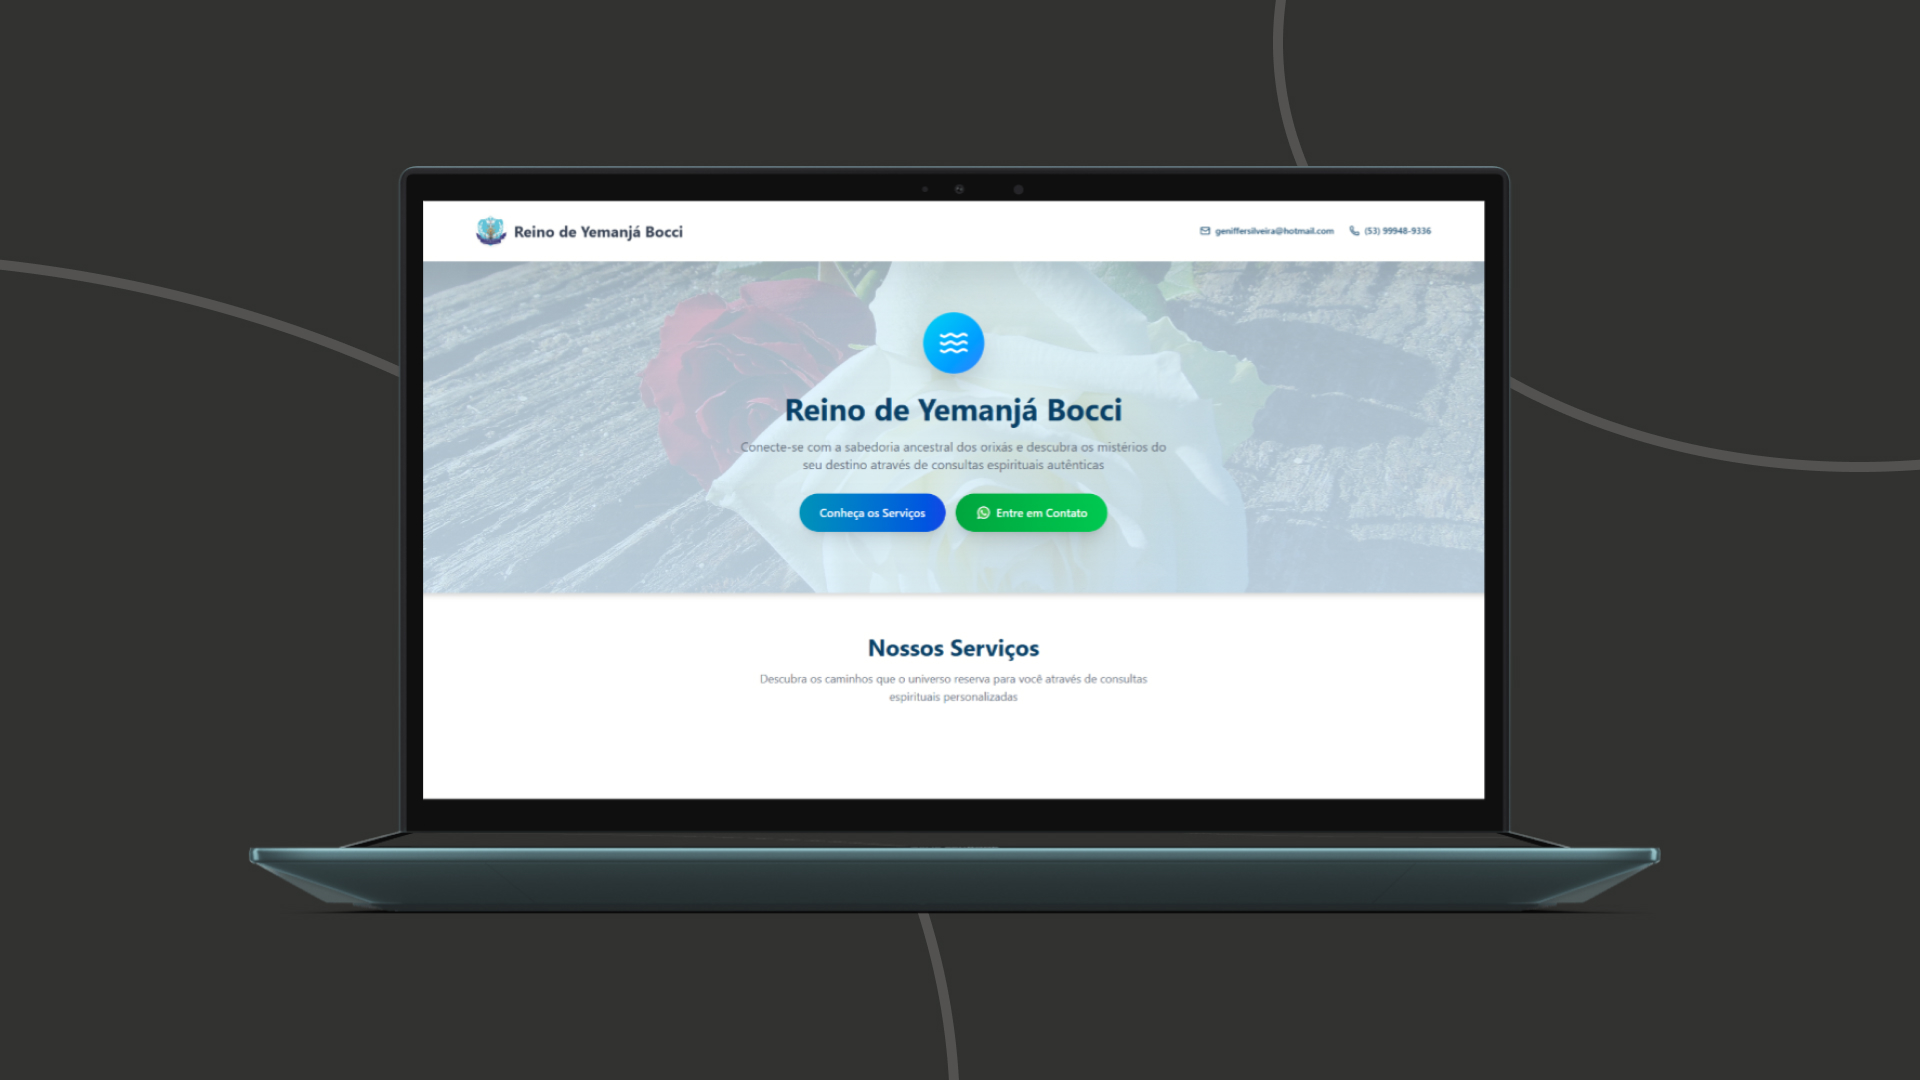 Reino de Yemanjá Bocci
geniffersilveira@hotmail.com
(53) 99948-9336
Reino de Yemanjá Bocci
Conecte-se com a sabedoria ancestral dos orixás e descubra os mistérios do
seu destino através de consultas espirituais autênticas
Conheça os Serviços
Entre em Contato
Nossos Serviços
Descubra os caminhos que o universo reserva para você através de consultas
espirituais personalizadas